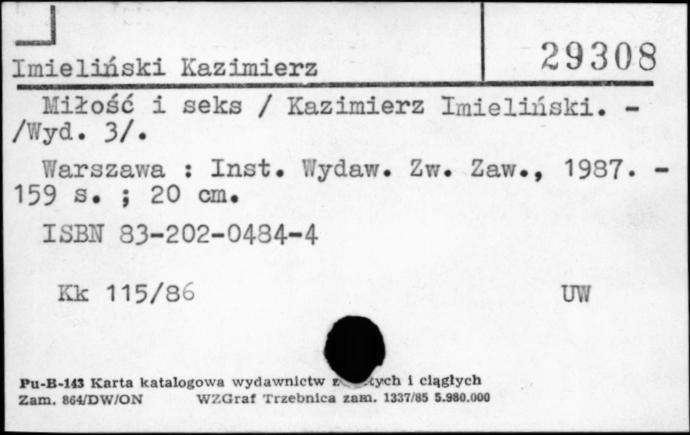 29308
Imieliński Kazimierz
Miłość i seks / Kazimierz Imieliński. -
/Wyd. 3/.
Warszawa : Inst. Wydaw. Zw. Zaw., 1987. -
159 s. ; 20 cm.
ISBN 83-202-0484-4
Kk 115/86 UW
Pu-B-143 Karta katalogowa wydawnictw i ciągłych
Zam. 864/DW/ON WZGraf Trzebnica zam. 1337/85 5.980.000